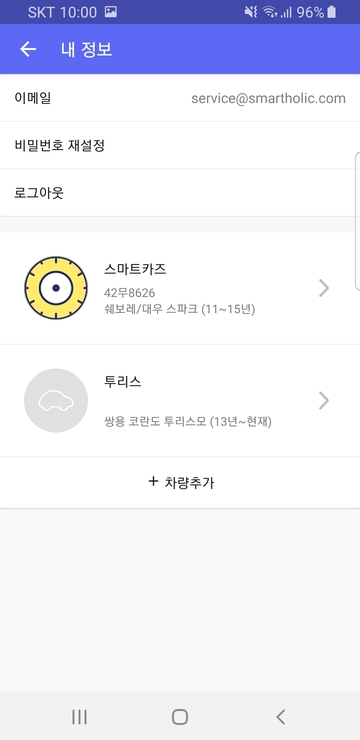 SKT 10:00 96%
내 정보
이메일 service@smartholic.com
비밀번호 재설정
로그아웃
스마트카즈
42무8626
쉐보레/대우 스파크 (11~15년)
투리스
쌍용 코란도 투리스모 (13년~현재)
+ 차량추가